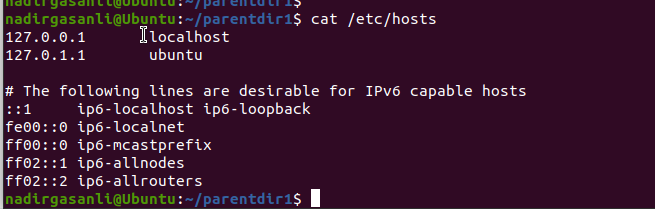 nadirgasanli@Ubuntu:~/parentdir1$
nadirgasanli@Ubuntu:~/parentdir1$ cat /etc/hosts
127.0.0.1 localhost
127.0.1.1 ubuntu
# The following lines are desirable for IPv6 capable hosts
::1 ip6-localhost ip6-loopback
fe00::0 ip6-localnet
ff00::0 ip6-mcastprefix
ff02::1 ip6-allnodes
ff02::2 ip6-allrouters
nadirgasanli@Ubuntu:~/parentdir1$